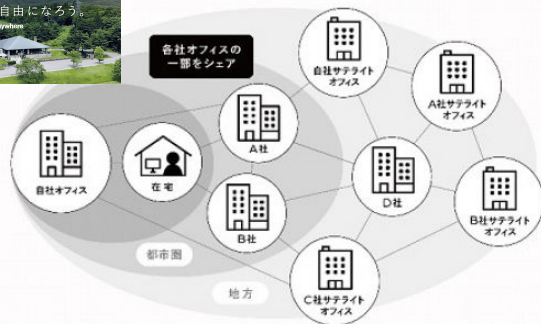 自由になろう。
ywhere
各社オフィスの
一部をシェア
自社サテライト
オフィス
A社サテライト
オフィス
A社
自社オフィス
在宅
D社
B社
B社サテライト
オフィス
都市圏
C社サテライト
オフィス
地方